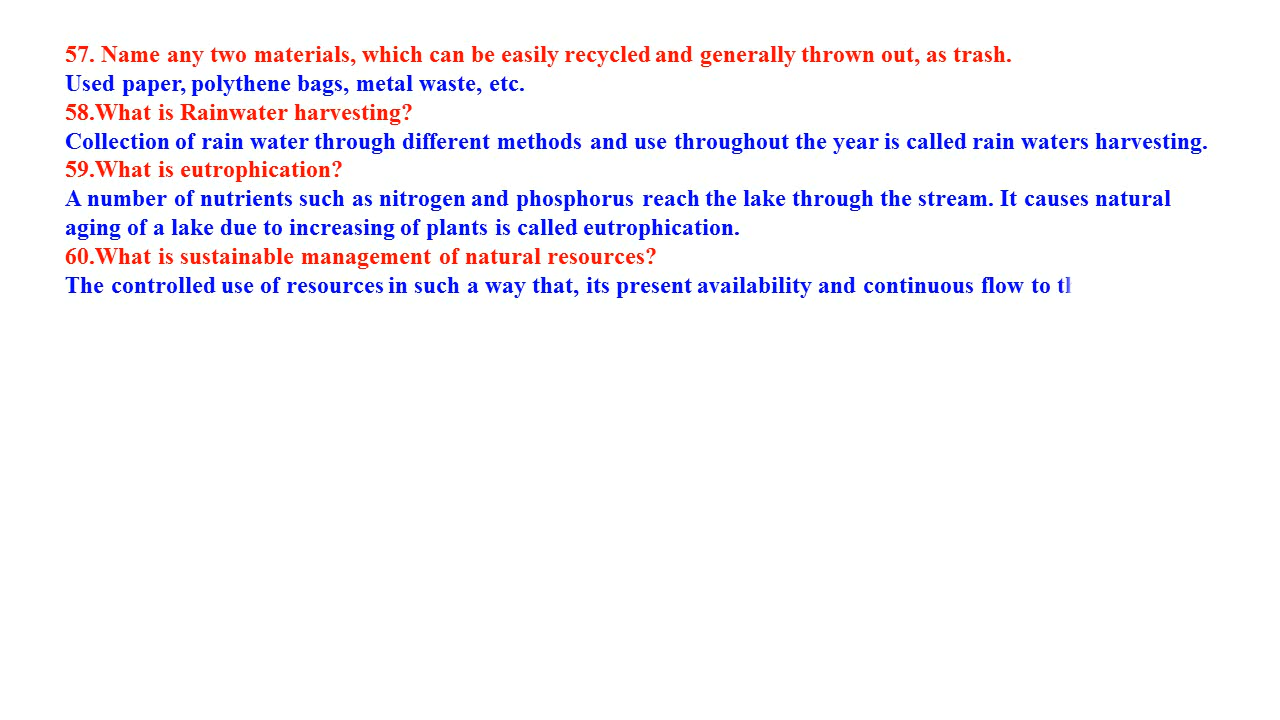 57. Name any two materials, which can be easily recycled and generally thrown out, as trash.
Used paper, polythene bags, metal waste, etc.
58.What is Rainwater harvesting?
Collection of rain water through different methods and use throughout the year is called rain waters harvesting.
59.What is eutrophication?
A number of nutrients such as nitrogen and phosphorus reach the lake through the stream. It causes natural
aging of a lake due to increasing of plants is called eutrophication.
60.What is sustainable management of natural resources?
The controlled use of resources in such a way that, its present availability and continuous flow to